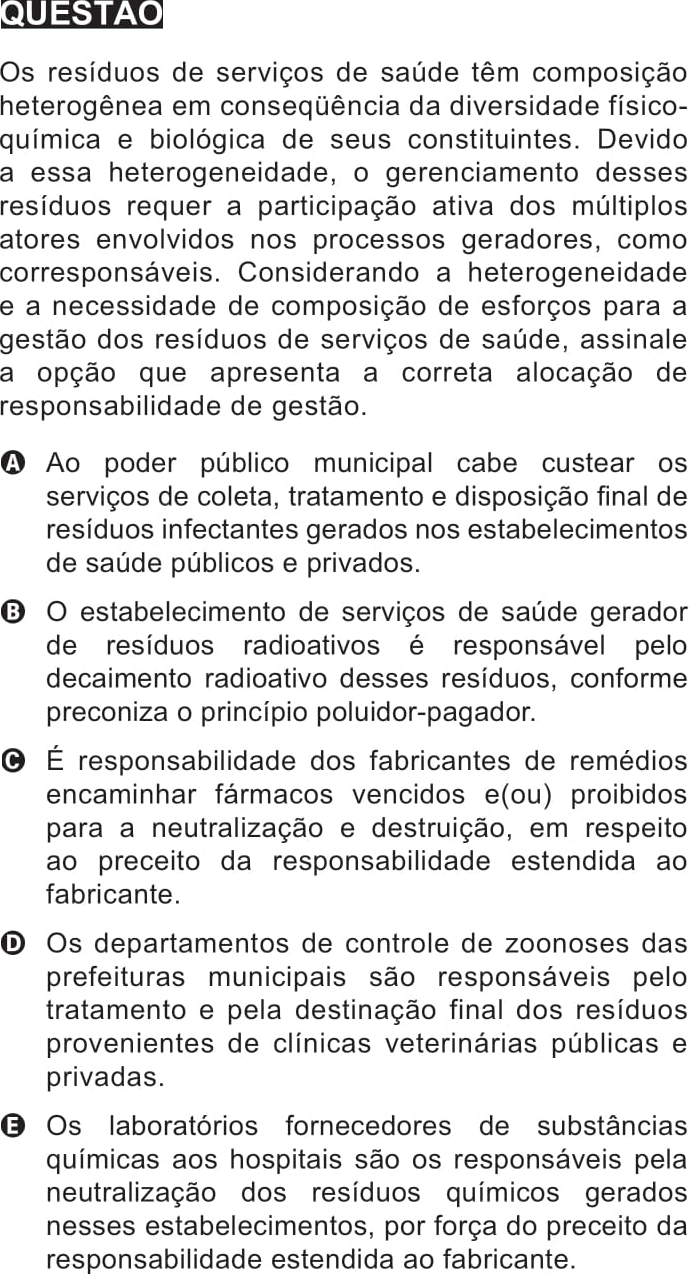 QUESTÃO
Os resíduos de serviços de saúde têm composição
heterogênea em conseqüência da diversidade físico-
química e biológica de seus constituintes. Devido
a essa heterogeneidade, o gerenciamento desses
resíduos requer a participação ativa dos múltiplos
atores envolvidos nos processos geradores, como
corresponsáveis. Considerando a heterogeneidade
e a necessidade de composição de esforços para a
gestão dos resíduos de serviços de saúde, assinale
a opção que apresenta a correta alocação de
responsabilidade de gestão.
A Ao poder público municipal cabe custear os
serviços de coleta, tratamento e disposição final de
resíduos infectantes gerados nos estabelecimentos
de saúde públicos e privados.
B O estabelecimento de serviços de saúde gerador
de resíduos radioativos é responsável pelo
decaimento radioativo desses resíduos, conforme
preconiza o princípio poluidor-pagador.
C É responsabilidade dos fabricantes de remédios
encaminhar fármacos vencidos e(ou) proibidos
para a neutralização e destruição, em respeito
ao preceito da responsabilidade estendida ao
fabricante.
D Os departamentos de controle de zoonoses das
prefeituras municipais são responsáveis pelo
tratamento e pela destinação final dos resíduos
provenientes de clínicas veterinárias públicas e
privadas.
E Os laboratórios fornecedores de substâncias
químicas aos hospitais são os responsáveis pela
neutralização dos resíduos químicos gerados
nesses estabelecimentos, por força do preceito da
responsabilidade estendida ao fabricante.